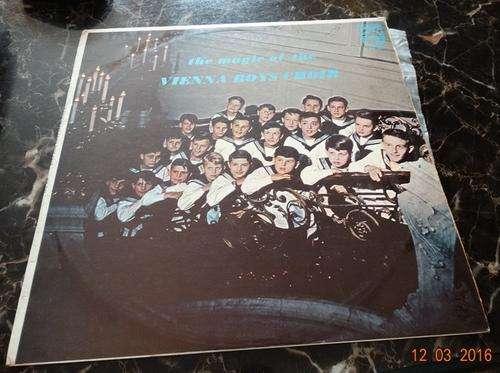 the magic of the
VIENNA BOYS CHOIR
12 03 2016